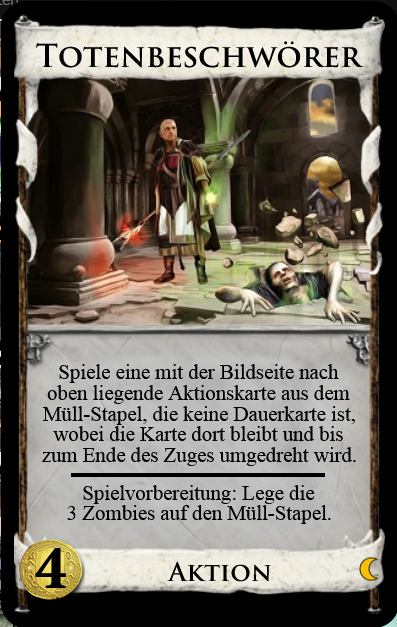 Totenbeschwörer
Spiele eine mit der Bildseite nach
oben liegende Aktionskarte aus dem
Müll-Stapel, die keine Dauerkarte ist,
wobei die Karte dort bleibt und bis
zum Ende des Zuges umgedreht wird.
Spielvorbereitung: Lege die
3 Zombies auf den Müll-Stapel.
4
Aktion